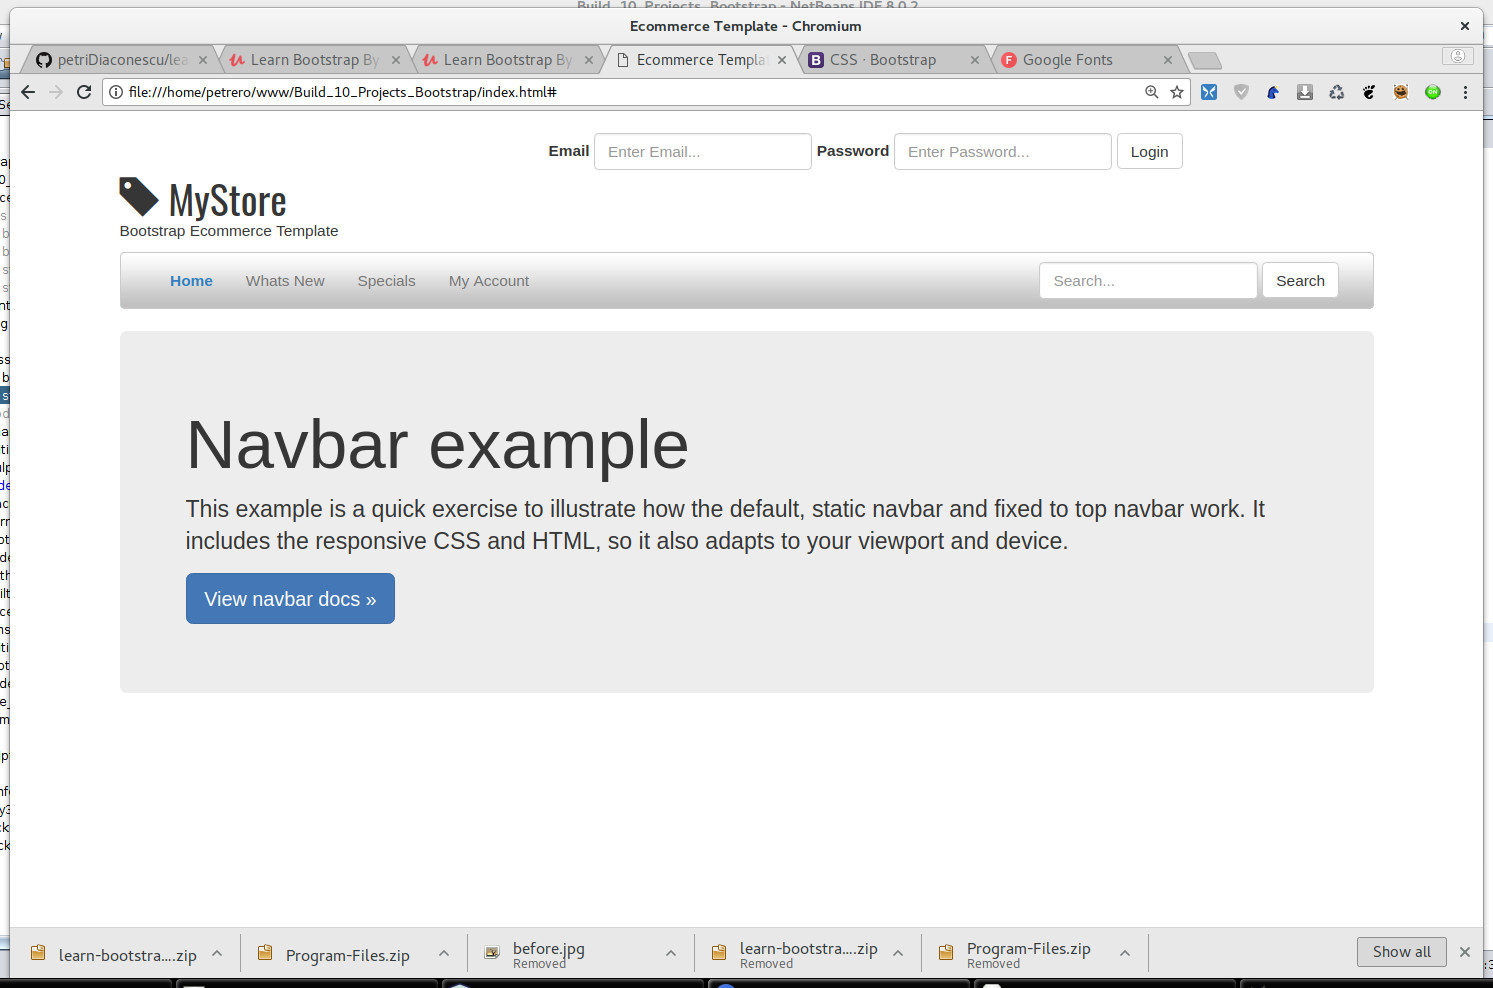 Build_10_Projects_Bootstrap - NetBeans IDE 8.0.2
Ecommerce Template - Chromium
petriDiaconescu/lea
Learn Bootstrap By
Learn Bootstrap By
Ecommerce Templa
CSS · Bootstrap
Google Fonts
file:///home/petrero/www/Build_10_Projects_Bootstrap/index.html#
ON
Email
Enter Email...
Password
Enter Password...
Login
MyStore
Bootstrap Ecommerce Template
Home
Whats New
Specials
My Account
Search...
Search
Navbar example
This example is a quick exercise to illustrate how the default, static navbar and fixed to top navbar work. It
includes the responsive CSS and HTML, so it also adapts to your viewport and device.
View navbar docs »
learn-bootstra....zip
Program-Files.zip
before.jpg
Removed
learn-bootstra....zip
Removed
Program-Files.zip
Removed
Show all